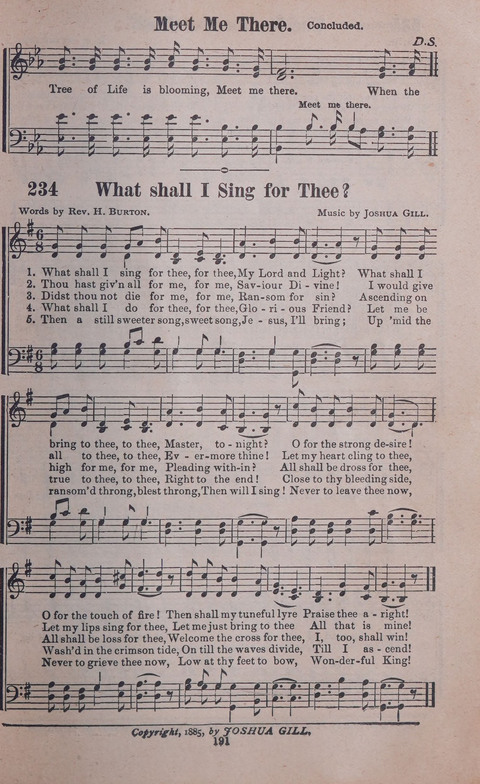 Meet Me There. Concluded.
D.S.
Tree of Life is blooming, Meet me there. When the
Meet me there.
234 What shall I Sing for Thee?
Words by Rev. H. BURTON. Music by JOSHUA GILL.
1. What shall I sing for thee, for thee, My Lord and Light? What shall I
2. Thou hast giv'n all for me, for me, Sav-iour Di-vine! I would give
3. Didst thou not die for me, for me, Ran-som for sin? Ascending on
4. What shall I do for thee, for thee, Glo-ri-ous Friend? Let me be
5. Then a still sweeter song, sweet song, Je-sus, I'll bring; Up 'mid the
bring to thee, to thee, Master, to-night? O for the strong de-sire!
all to thee, to thee, Ev-er-more thine! Let my heart cling to thee,
high for me, for me, Pleading with-in? All shall be dross for thee,
true to thee, to thee, Right to the end! Close to thy bleeding side,
ransom'd throng, blest throng, Then will I sing! Never to leave thee now,
O for the touch of fire! Then shall my tuneful lyre Praise thee a-right!
Let my lips sing for thee, Let me just bring to thee All that is mine!
All shall be loss for thee, Welcome the cross for thee, I, too, shall win!
Wash'd in the crimson tide, On till the waves divide, Till I as-cend!
Never to grieve thee now, Low at thy feet to bow, Won-der-ful King!
Copyright, 1885, by JOSHUA GILL.
191